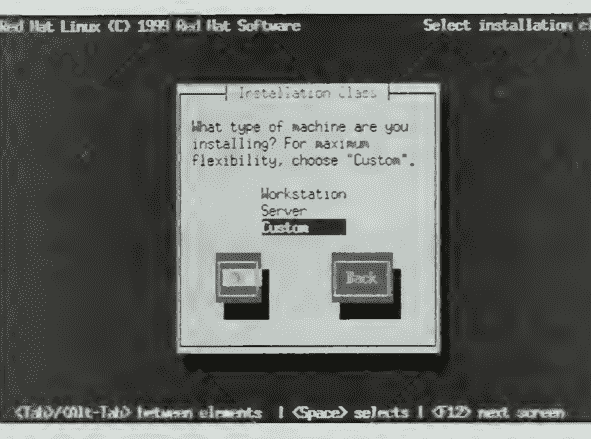 Red Hat Linux (C) 1999 Red Hat Software Select installation cl
Installation Class
What type of machine are you
installing? For maximum
flexibility, choose "Custom".
Workstation
Server
Custom
Back
<Tab>/<Alt-Tab> between elements | <Space> selects | <F12> next screen